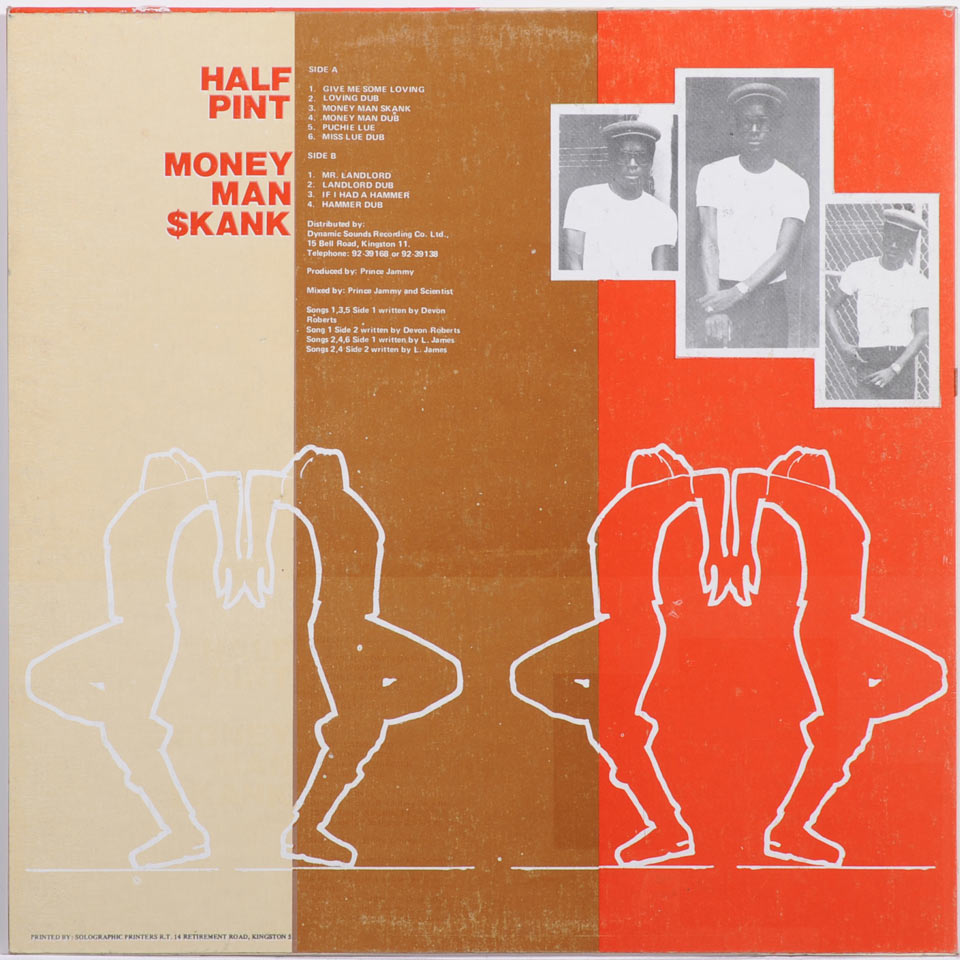 HALF
PINT
MONEY
MAN
$KANK
SIDE A
1. GIVE ME SOME LOVING
2. LOVING DUB
3. MONEY MAN SKANK
4. MONEY MAN DUB
5. PUCHIE LUE
6. MISS LUE DUB
SIDE B
1. MR. LANDLORD
2. LANDLORD DUB
3. IF I HAD A HAMMER
4. HAMMER DUB
Distributed by:
Dynamic Sounds Recording Co. Ltd.,
15 Bell Road, Kingston 11.
Telephone: 92-39168 or 92-39138
Produced by: Prince Jammy
Mixed by: Prince Jammy and Scientist
Songs 1,3,5 Side 1 written by Devon
Roberts
Song 1 Side 2 written by Devon Roberts
Songs 2,4,6 Side 1 written by L. James
Songs 2,4 Side 2 written by L. James
PRINTED BY: SOLOGRAPHIC PRINTERS R.T. 14 RETIREMENT ROAD, KINGSTON 5